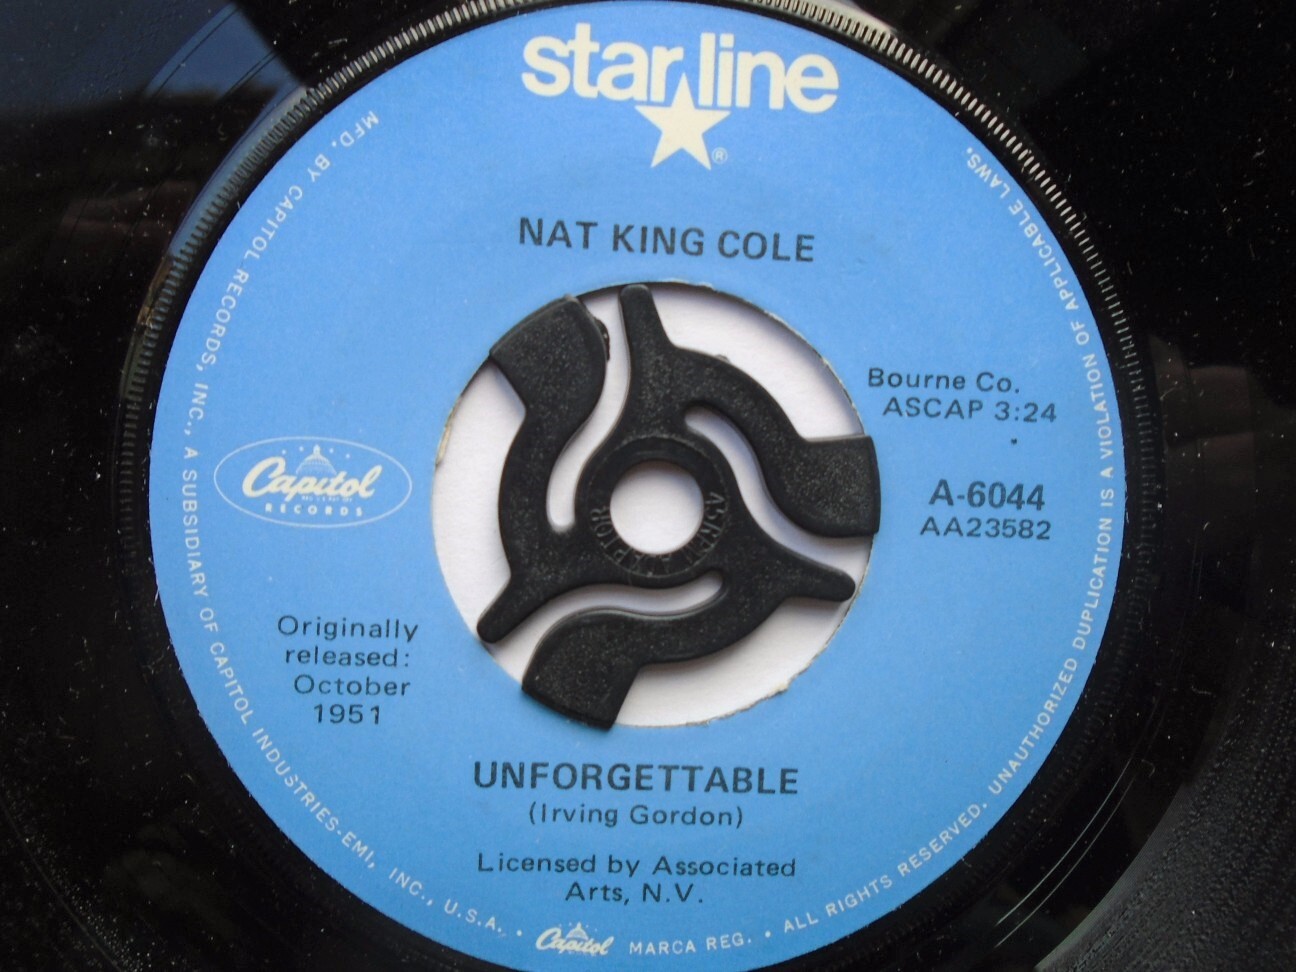 starline
®
NAT KING COLE
Bourne Co.
ASCAP 3:24
A-6044
AA23582
Capitol
RECORDS
Originally
released:
October
1951
UNFORGETTABLE
(Irving Gordon)
Licensed by Associated
Arts, N.V.
MFD. BY CAPITOL RECORDS, INC., A SUBSIDIARY OF CAPITOL INDUSTRIES-EMI, INC., U.S.A. • Capitol MARCA REG. • ALL RIGHTS RESERVED. UNAUTHORIZED DUPLICATION IS A VIOLATION OF APPLICABLE LAWS.